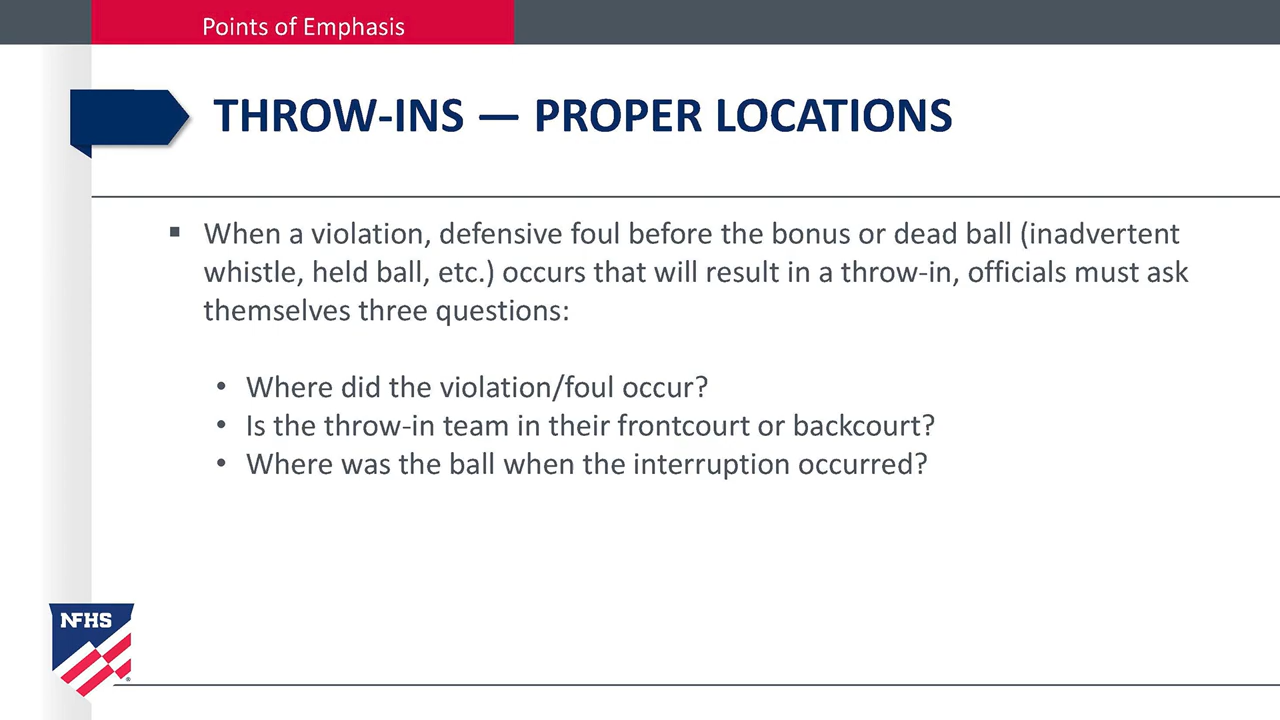 Points of Emphasis
THROW-INS — PROPER LOCATIONS
▪ When a violation, defensive foul before the bonus or dead ball (inadvertent
whistle, held ball, etc.) occurs that will result in a throw-in, officials must ask
themselves three questions:
• Where did the violation/foul occur?
• Is the throw-in team in their frontcourt or backcourt?
• Where was the ball when the interruption occurred?
NFHS
®